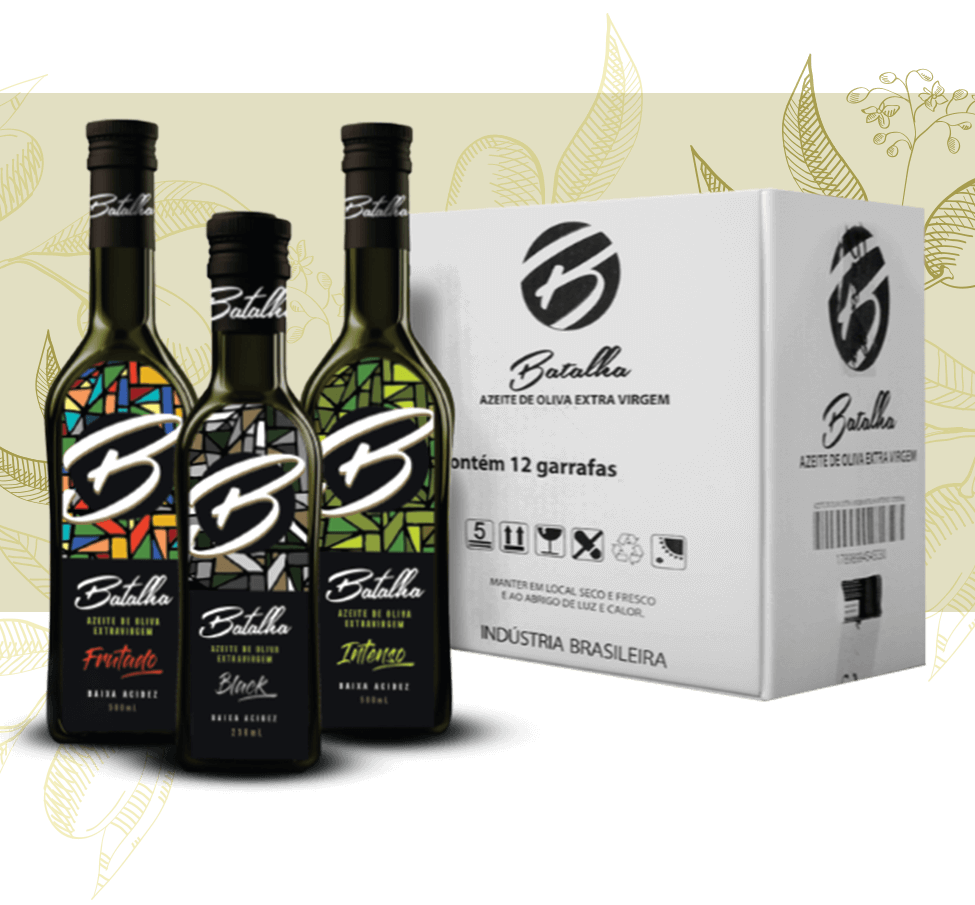 Batalha
B
Batalha
AZEITE DE OLIVA
EXTRAVIRGEM
Frutado
BAIXA ACIDEZ
500mL
Batalha
B
Batalha
AZEITE DE OLIVA
EXTRAVIRGEM
Black
BAIXA ACIDEZ
250mL
Batalha
B
Batalha
AZEITE DE OLIVA
EXTRAVIRGEM
Intenso
BAIXA ACIDEZ
500mL
B
Batalha
AZEITE DE OLIVA EXTRA VIRGEM
ontém 12 garrafas
5
MANTER EM LOCAL SECO E FRESCO
E AO ABRIGO DE LUZ E CALOR.
INDÚSTRIA BRASILEIRA
B
Batalha
AZEITE DE OLIVA EXTRA VIRGEM